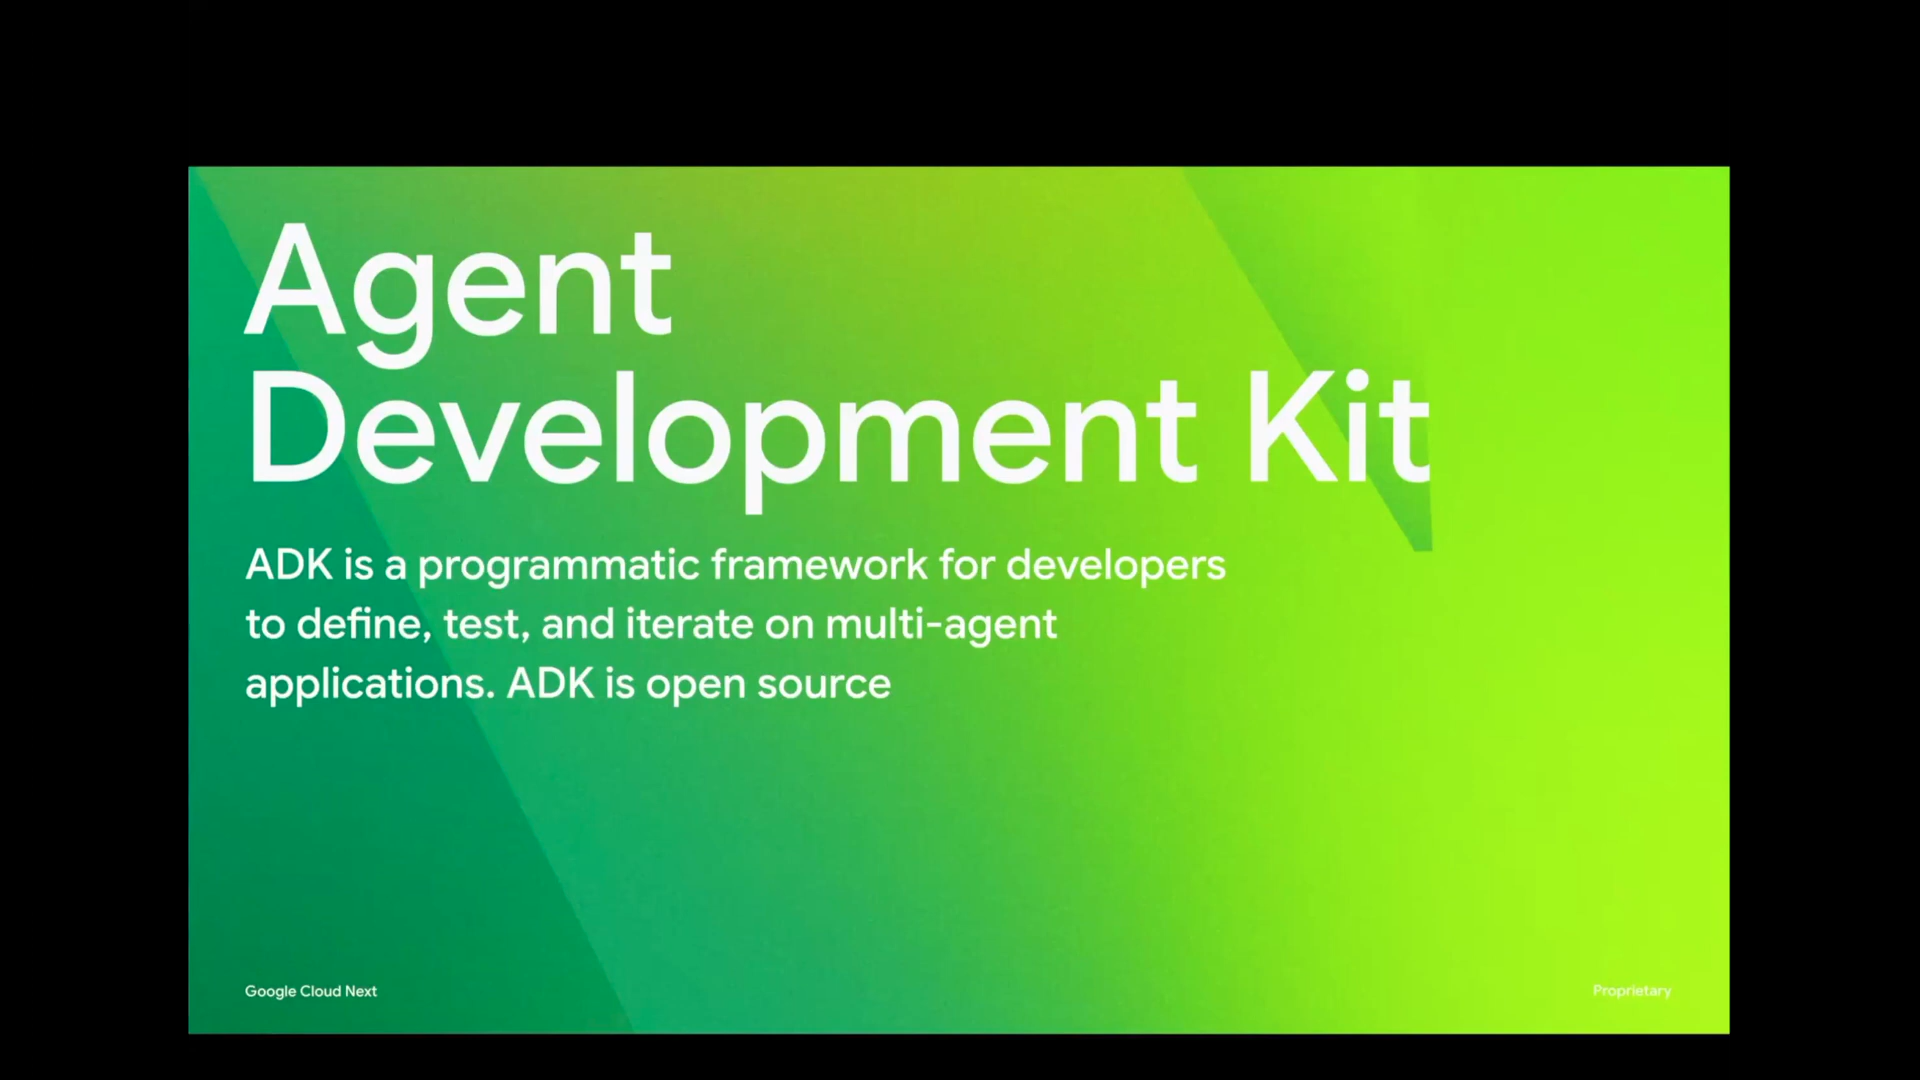 Agent
Development Kit
ADK is a programmatic framework for developers
to define, test, and iterate on multi-agent
applications. ADK is open source
Google Cloud Next
Proprietary